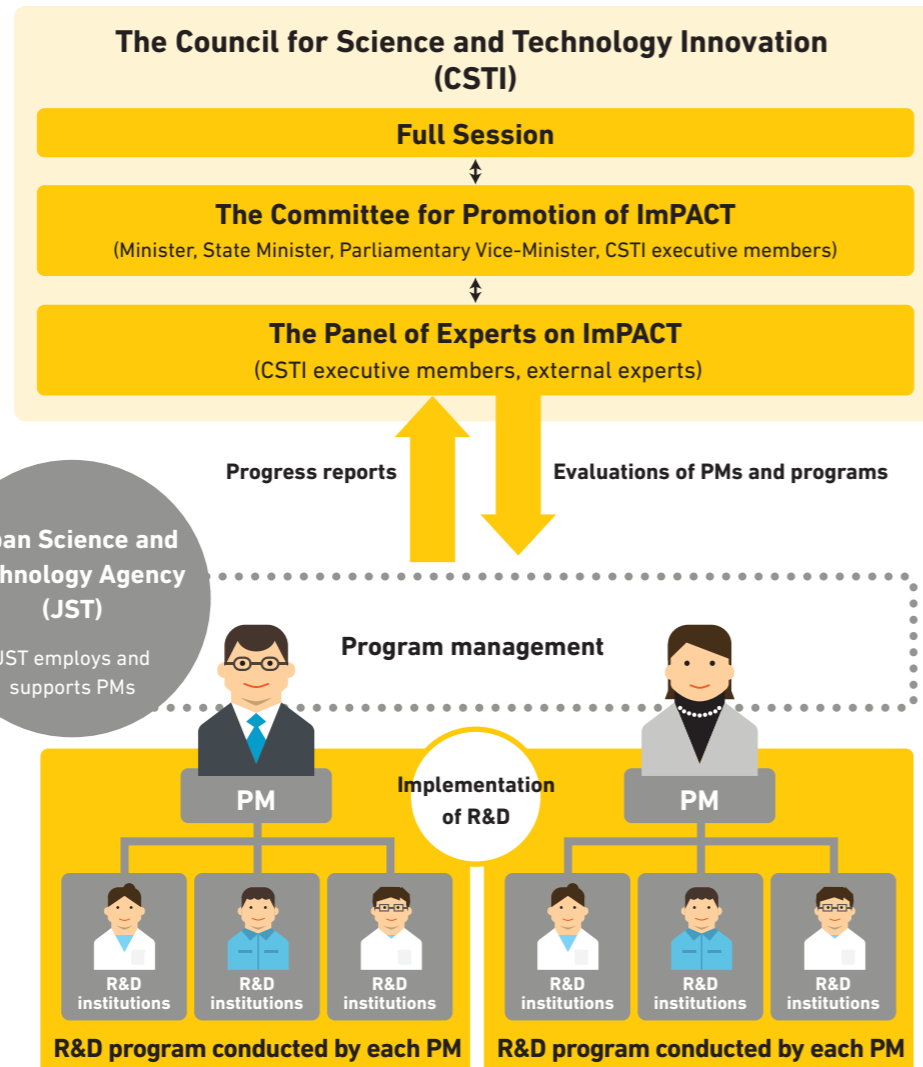 The Council for Science and Technology Innovation
(CSTI)
Full Session
The Committee for Promotion of ImPACT
(Minister, State Minister, Parliamentary Vice-Minister, CSTI executive members)
The Panel of Experts on ImPACT
(CSTI executive members, external experts)
Progress reports
Evaluations of PMs and programs
pan Science and
hnology Agency
(JST)
JST employs and
supports PMs
Program management
Implementation
of R&D
PM
PM
R&D
institutions
R&D
institutions
R&D
institutions
R&D
institutions
R&D
institutions
R&D
institutions
R&D program conducted by each PM
R&D program conducted by each PM